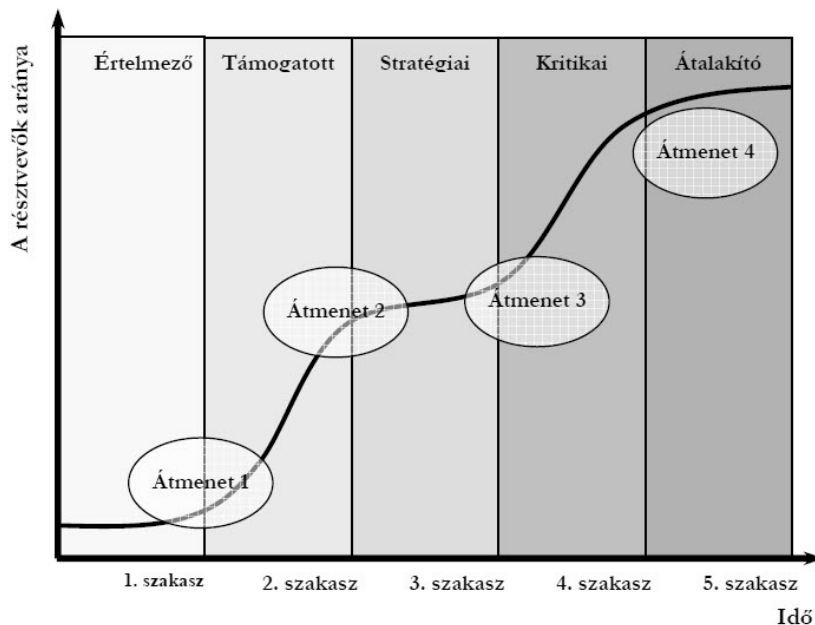 A résztvevők aránya
Értelmező
Támogatott
Stratégiai
Kritikai
Átalakító
Átmenet 1
Átmenet 2
Átmenet 3
Átmenet 4
1. szakasz
2. szakasz
3. szakasz
4. szakasz
5. szakasz
Idő